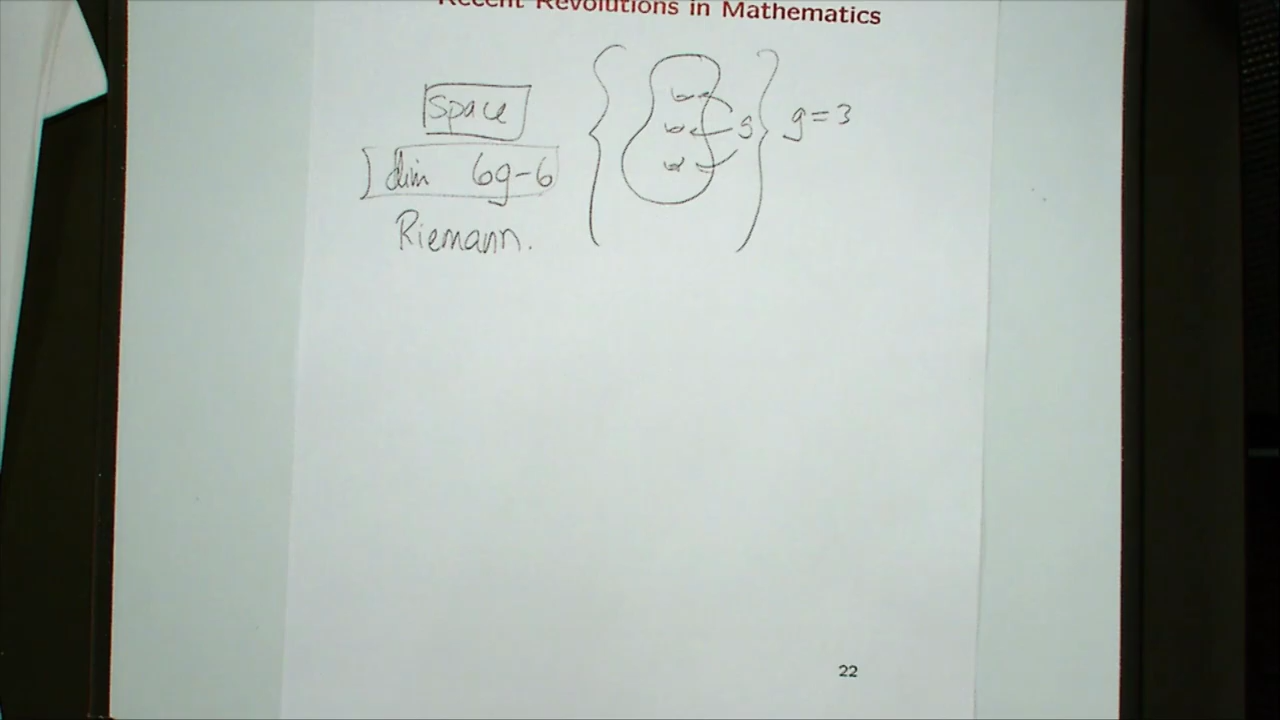 Recent Revolutions in Mathematics
space
dim 6g-6
Riemann.
g
g=3
22